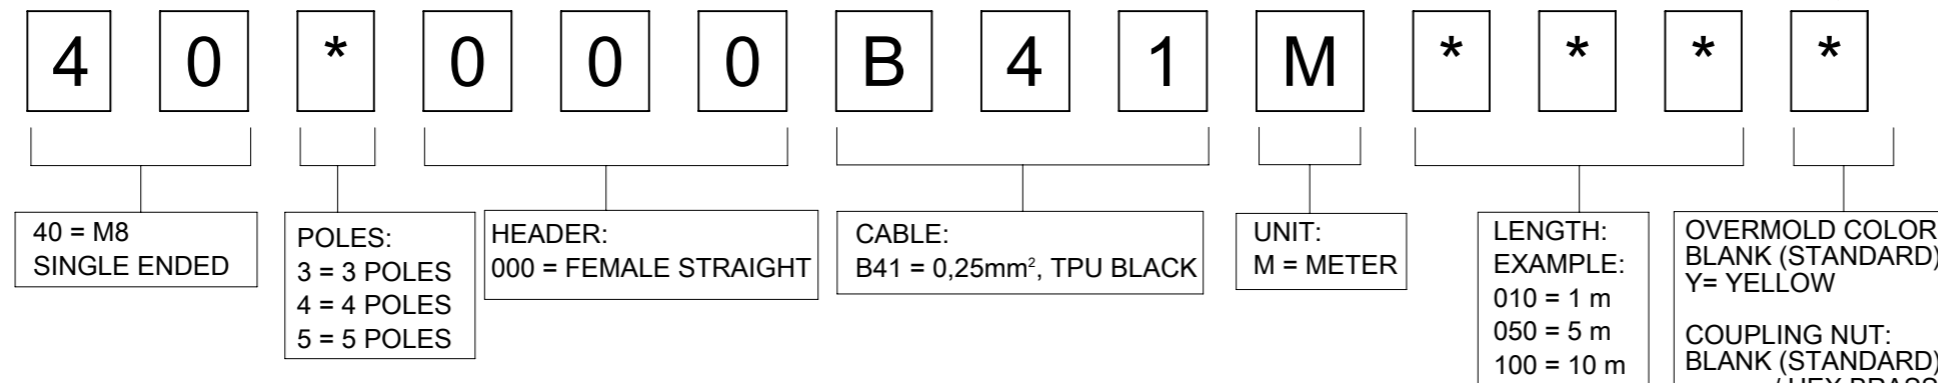 4 0 * 0 0 0 B 4 1 M * * * *
40 = M8
SINGLE ENDED
POLES:
3 = 3 POLES
4 = 4 POLES
5 = 5 POLES
HEADER:
000 = FEMALE STRAIGHT
CABLE:
B41 = 0,25mm², TPU BLACK
UNIT:
M = METER
LENGTH:
EXAMPLE:
010 = 1 m
050 = 5 m
100 = 10 m
OVERMOLD COLOR
BLANK (STANDARD)
Y= YELLOW
COUPLING NUT:
BLANK (STANDARD)
/ HEX BRASS